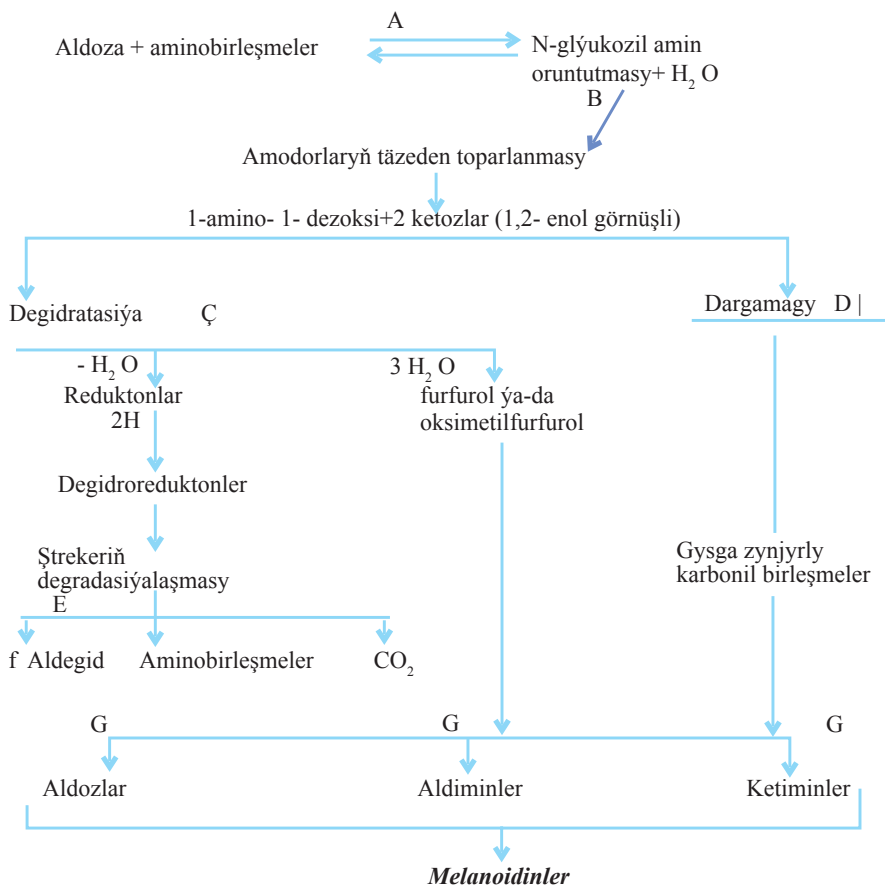 A
Aldoza + aminobirleşmeler
N-glýukozil amin
oruntutmasy+ H₂ O
B
Amodorlaryň täzeden toparlanmasy
1-amino- 1- dezoksi+2 ketozlar (1,2- enol görnüşli)
Degidratasiýa Ç
Dargamagy D |
- H₂ O
3 H₂ O
Reduktonlar
2H
furfurol ýa-da
oksimetilfurfurol
Degidroreduktonler
Ştrekeriň
degradasiýalaşmasy
E
Gysga zynjyrly
karbonil birleşmeler
f Aldegid Aminobirleşmeler CO₂
G G G
Aldozlar Aldiminler Ketiminler
Melanoidinler